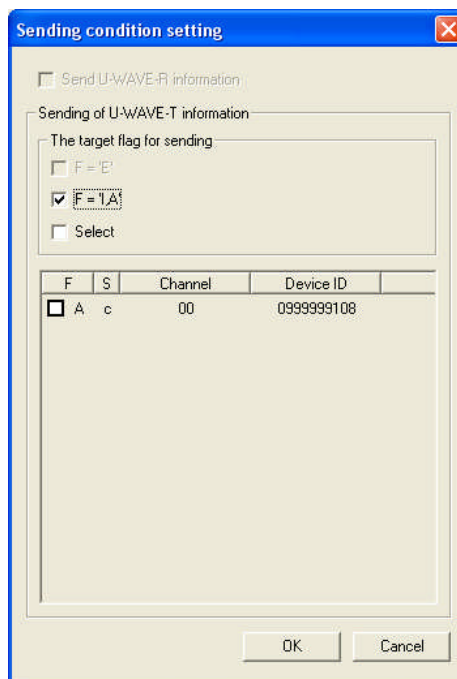 Sending condition setting
Send U-WAVE-R information
Sending of U-WAVE-T information
The target flag for sending
F = 'E'
F = 'I,A'
Select
F S Channel Device ID
A c 00 0999999108
OK Cancel